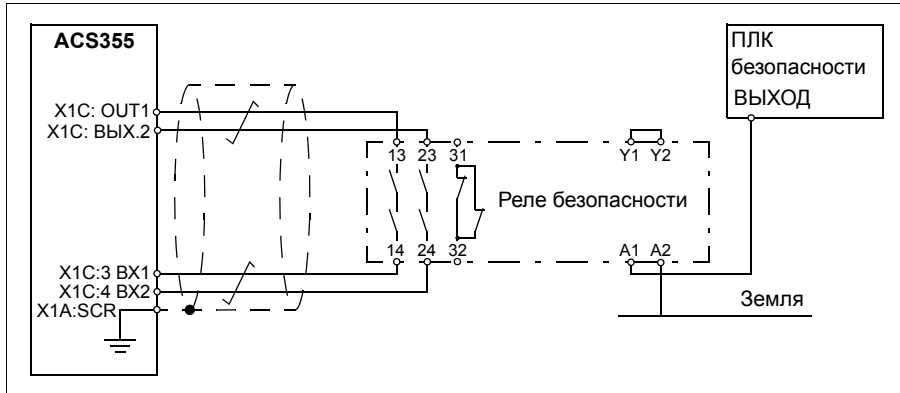 ACS355
ПЛК
безопасности
ВЫХОД
X1C: OUT1
X1C: ВЫХ.2
13 23 31
Y1 Y2
Реле безопасности
14 24 32
A1 A2
X1C:3 ВХ1
X1C:4 ВХ2
X1A:SCR
Земля